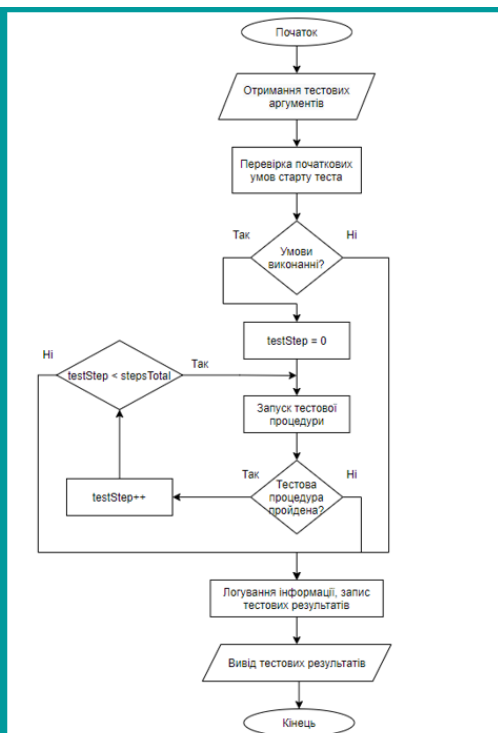 Початок
Отримання тестових
аргументів
Перевірка початкових
умов старту теста
Так
Ні
Умови
виконанні?
testStep = 0
Ні
testStep < stepsTotal
Так
Запуск тестової
процедури
Так
Ні
Тестова
процедура
пройдена?
testStep++
Логування інформації, запис
тестових результатів
Вивід тестових результатів
Кінець